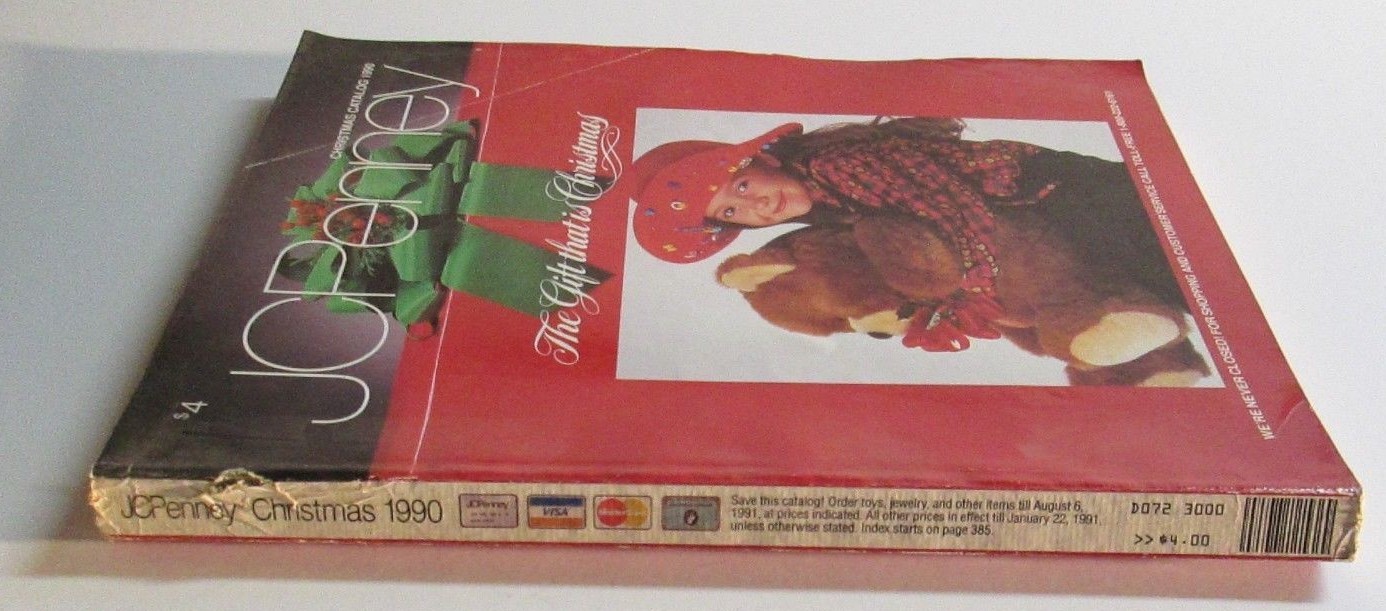 CHRISTMAS CATALOG 1990
JCPenney
$4
The Gift that is Christmas
WE'RE NEVER CLOSED! FOR SHOPPING AND CUSTOMER SERVICE CALL TOLL-FREE
JCPenney Christmas 1990
JCPenney
VISA
MasterCard
Save this catalog! Order toys, jewelry, and other items till August 6,
1991, at prices indicated. All other prices in effect till January 22, 1991,
unless otherwise stated. Index starts on page 385.
D072 3000
>> $4.00